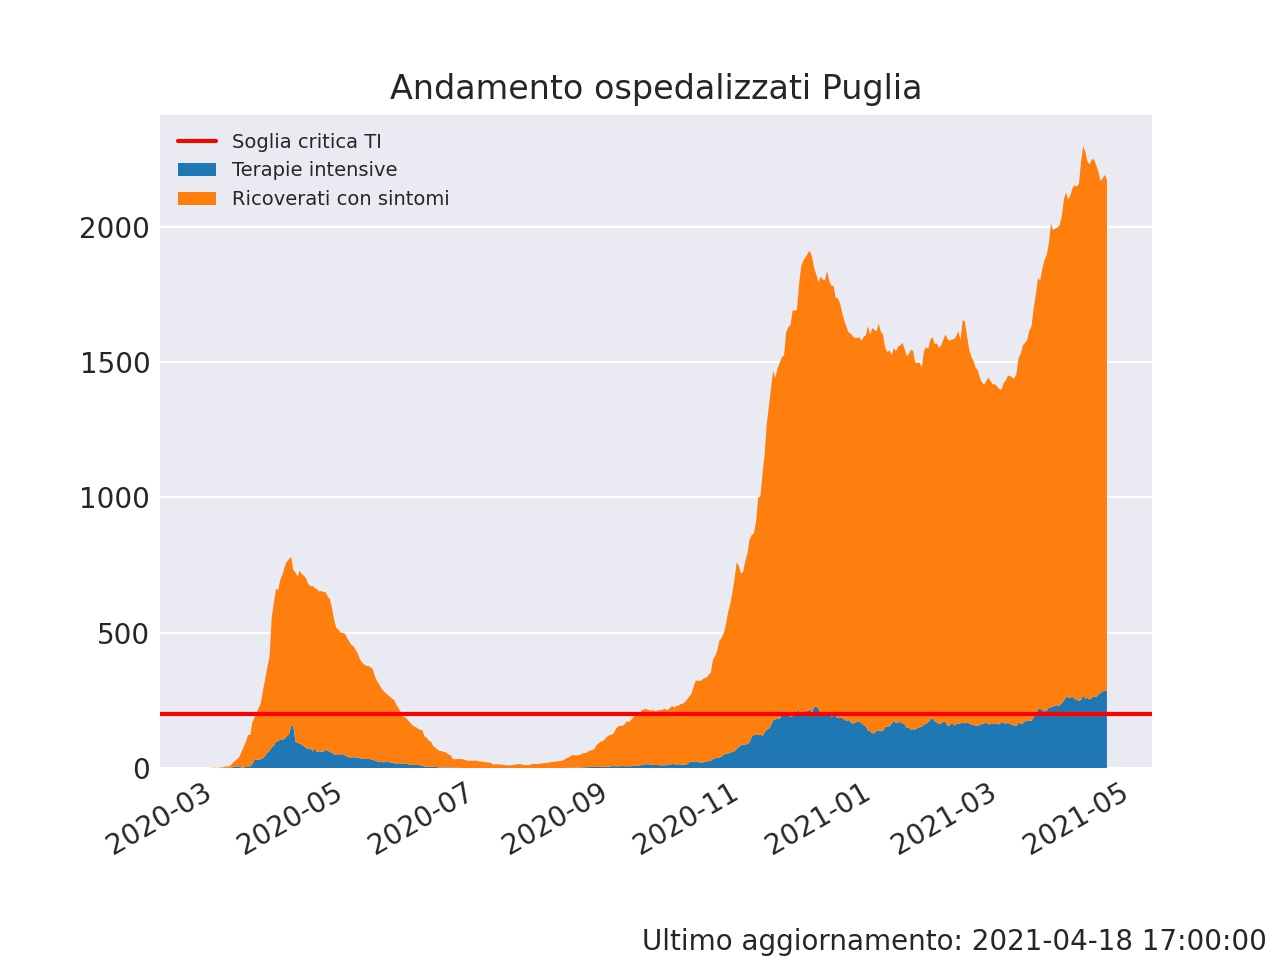 Andamento ospedalizzati Puglia
Soglia critica TI
Terapie intensive
Ricoverati con sintomi
2000
1500
1000
500
0
2020-03
2020-05
2020-07
2020-09
2020-11
2021-01
2021-03
2021-05
Ultimo aggiornamento: 2021-04-18 17:00:00